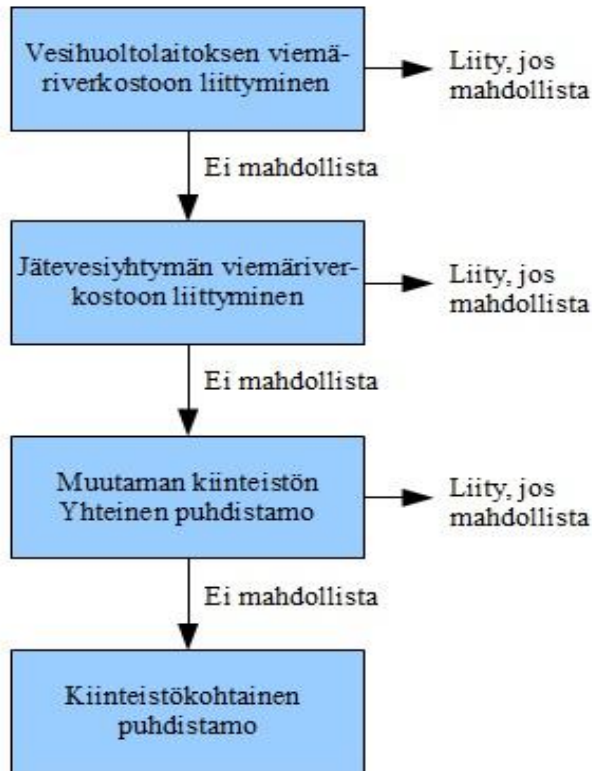 Vesihuoltolaitoksen viemä-
riverkostoon liittyminen
Liity, jos
mahdollista
Ei mahdollista
Jätevesiyhtymän viemäriver-
kostoon liittyminen
Liity, jos
mahdollista
Ei mahdollista
Muutaman kiinteistön
Yhteinen puhdistamo
Liity, jos
mahdollista
Ei mahdollista
Kiinteistökohtainen
puhdistamo